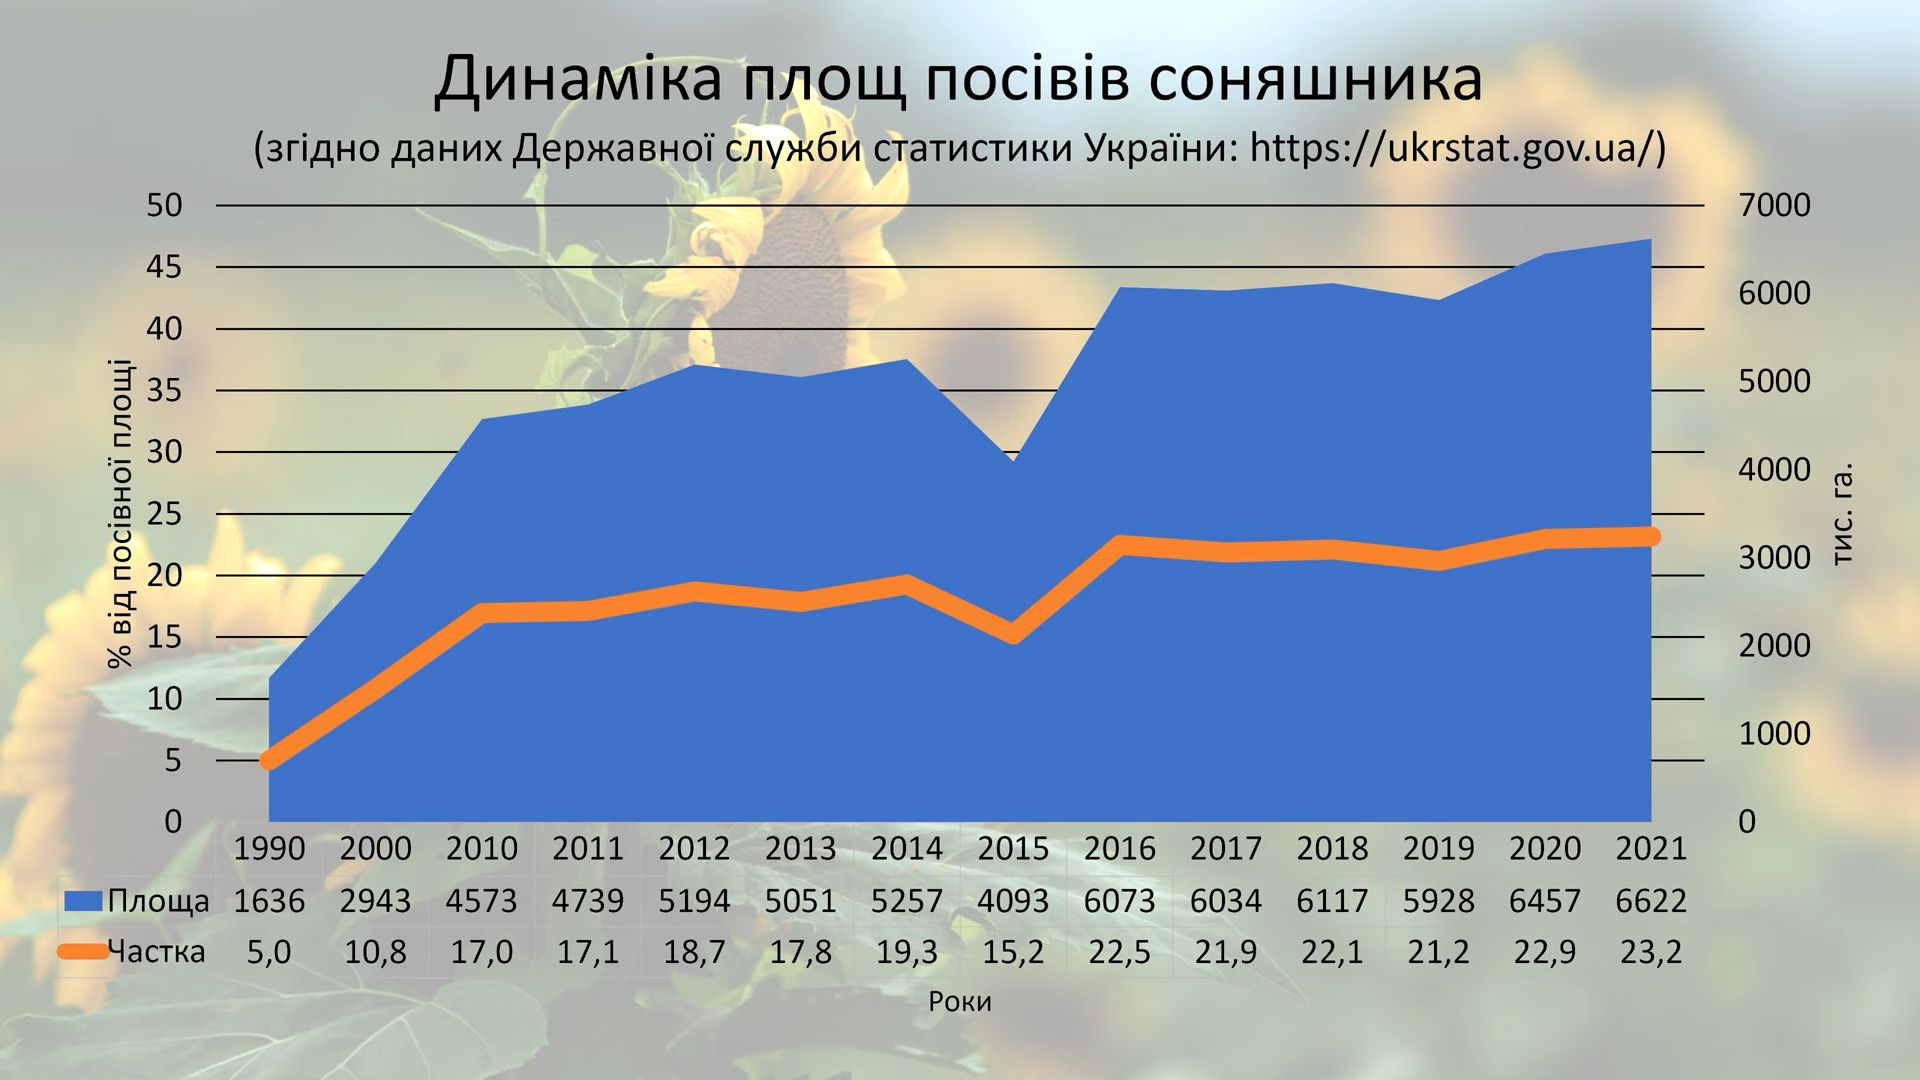 Динаміка площ посівів соняшника
(згідно даних Державної служби статистики України: https://ukrstat.gov.ua/)
% від посівної площі
50
45
40
35
30
25
20
15
10
5
0
7000
6000
5000
4000
3000
2000
1000
0
тис. га.
1990 2000 2010 2011 2012 2013 2014 2015 2016 2017 2018 2019 2020 2021
Площа 1636 2943 4573 4739 5194 5051 5257 4093 6073 6034 6117 5928 6457 6622
Частка 5,0 10,8 17,0 17,1 18,7 17,8 19,3 15,2 22,5 21,9 22,1 21,2 22,9 23,2
Роки